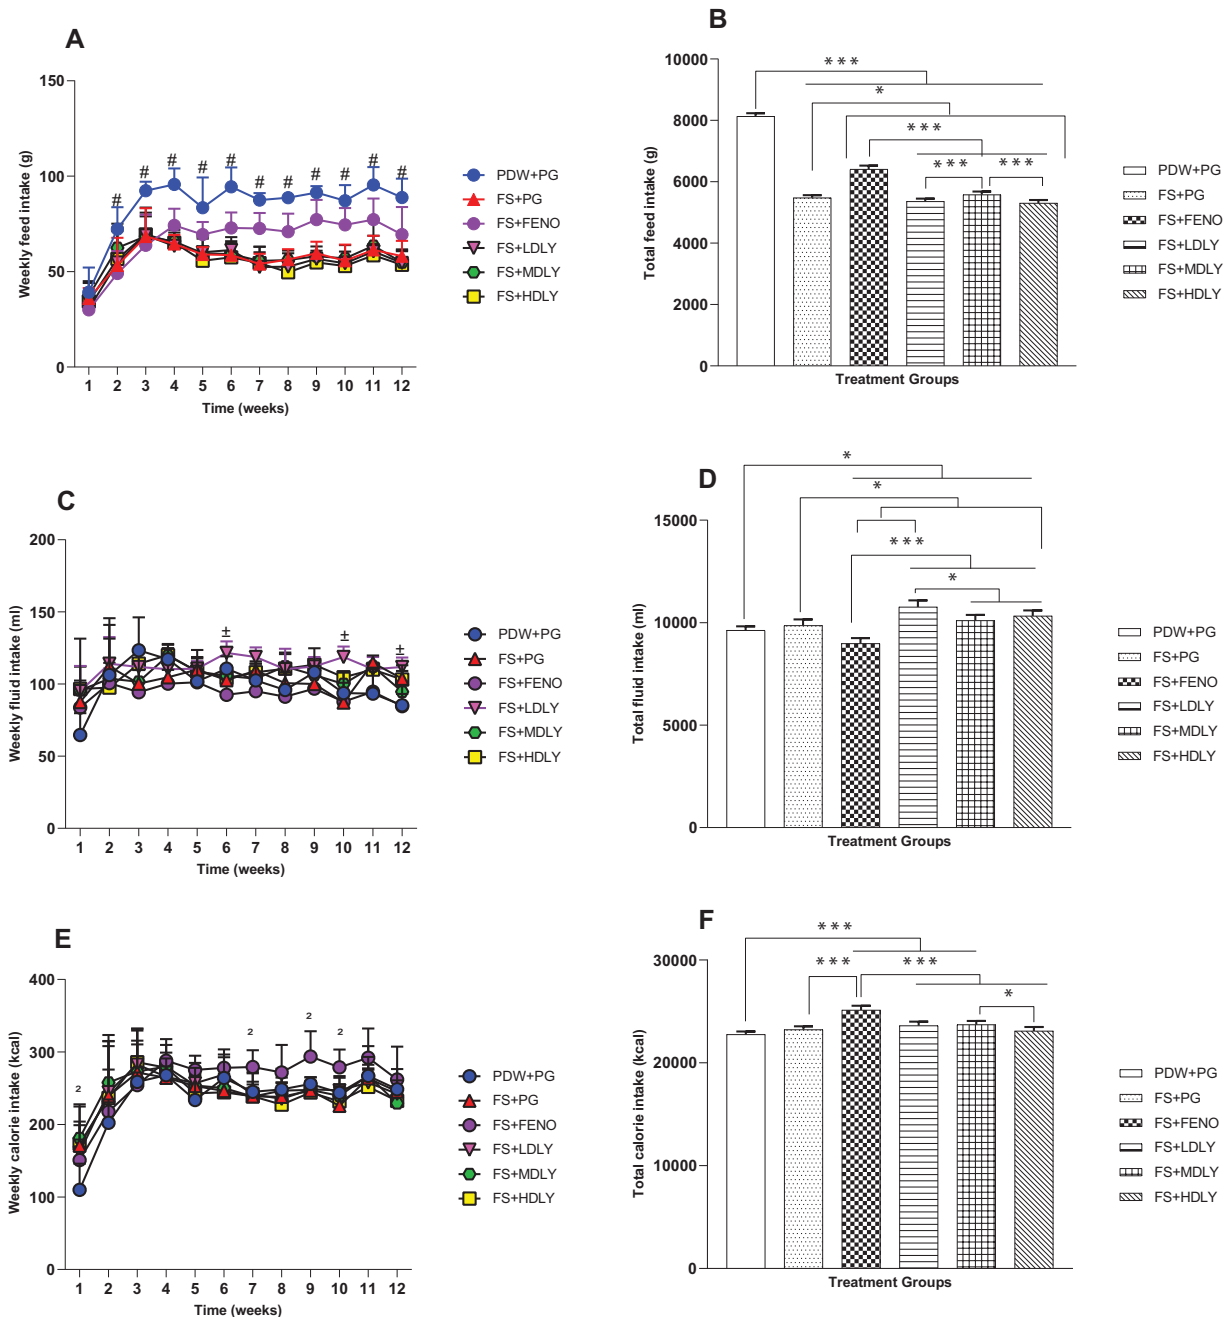 A
150
100
50
0
Weekly feed intake (g)
# # # # # # # # # # #
1 2 3 4 5 6 7 8 9 10 11 12
Time (weeks)
PDW+PG
FS+PG
FS+FENO
FS+LDLY
FS+MDLY
FS+HDLY
B
10000
8000
6000
4000
2000
0
Total feed intake (g)
***
*
***
*** ***
Treatment Groups
PDW+PG
FS+PG
FS+FENO
FS+LDLY
FS+MDLY
FS+HDLY
C
200
150
100
50
0
Weekly fluid intake (ml)
± ± ±
1 2 3 4 5 6 7 8 9 10 11 12
Time (weeks)
PDW+PG
FS+PG
FS+FENO
FS+LDLY
FS+MDLY
FS+HDLY
D
15000
10000
5000
0
Total fluid intake (ml)
*
*
***
*
Treatment Groups
PDW+PG
FS+PG
FS+FENO
FS+LDLY
FS+MDLY
FS+HDLY
E
400
300
200
100
0
Weekly calorie intake (kcal)
2 2 2 2
1 2 3 4 5 6 7 8 9 10 11 12
Time (weeks)
PDW+PG
FS+PG
FS+FENO
FS+LDLY
FS+MDLY
FS+HDLY
F
30000
20000
10000
0
Total calorie intake (kcal)
***
*** ***
*
Treatment Groups
PDW+PG
FS+PG
FS+FENO
FS+LDLY
FS+MDLY
FS+HDLY